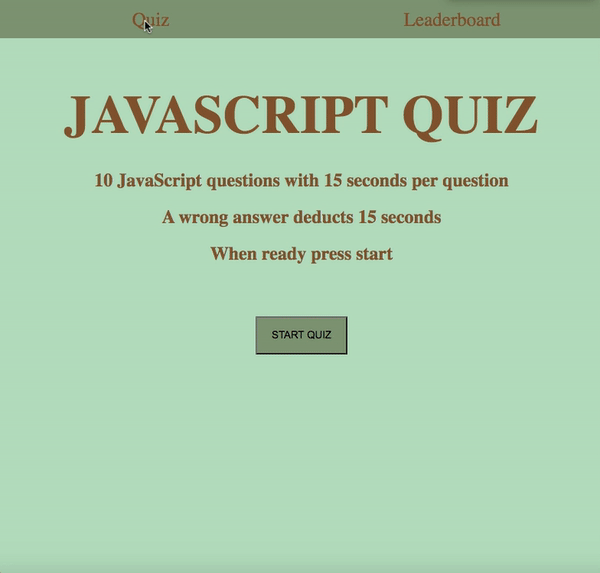 Quiz Leaderboard
JAVASCRIPT QUIZ
10 JavaScript questions with 15 seconds per question
A wrong answer deducts 15 seconds
When ready press start
START QUIZ